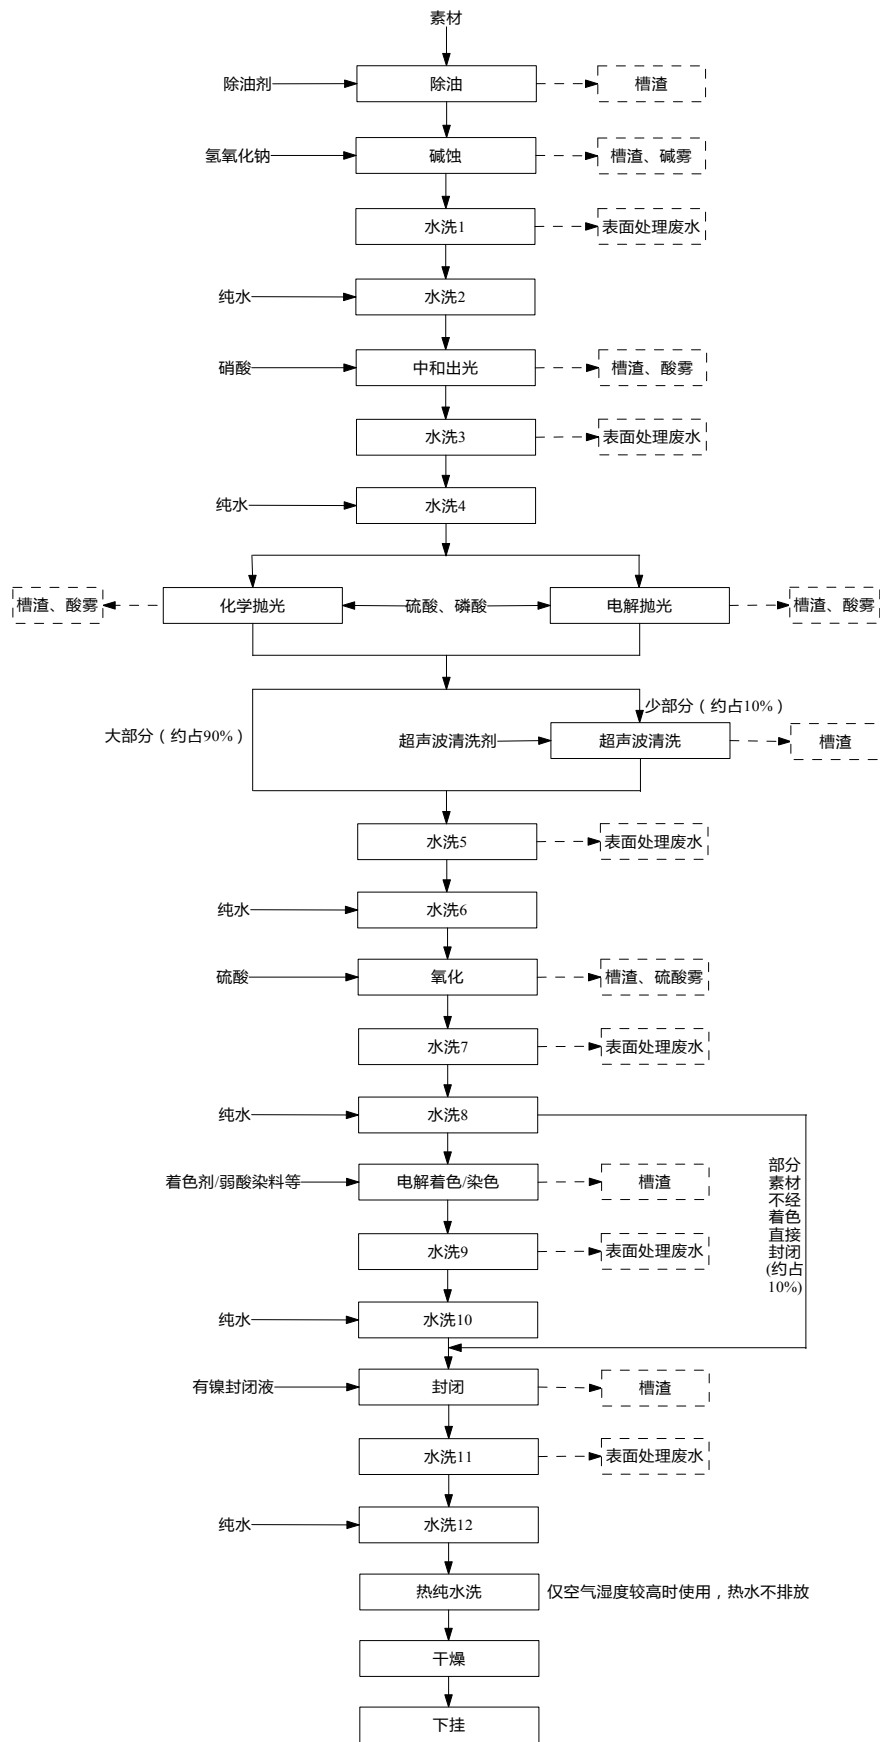 素材
除油剂
除油
槽渣
氢氧化钠
碱蚀
槽渣、碱雾
水洗1
表面处理废水
纯水
水洗2
硝酸
中和出光
槽渣、酸雾
水洗3
表面处理废水
纯水
水洗4
槽渣、酸雾
化学抛光
硫酸、磷酸
电解抛光
槽渣、酸雾
大部分（约占90%）
少部分（约占10%）
超声波清洗剂
超声波清洗
槽渣
水洗5
表面处理废水
纯水
水洗6
硫酸
氧化
槽渣、硫酸雾
水洗7
表面处理废水
纯水
水洗8
着色剂/弱酸染料等
电解着色/染色
槽渣
部分
素材
不经
着色
直接
封闭
(约占
10%)
水洗9
表面处理废水
纯水
水洗10
有镍封闭液
封闭
槽渣
水洗11
表面处理废水
纯水
水洗12
热纯水洗
仅空气湿度较高时使用，热水不排放
干燥
下挂